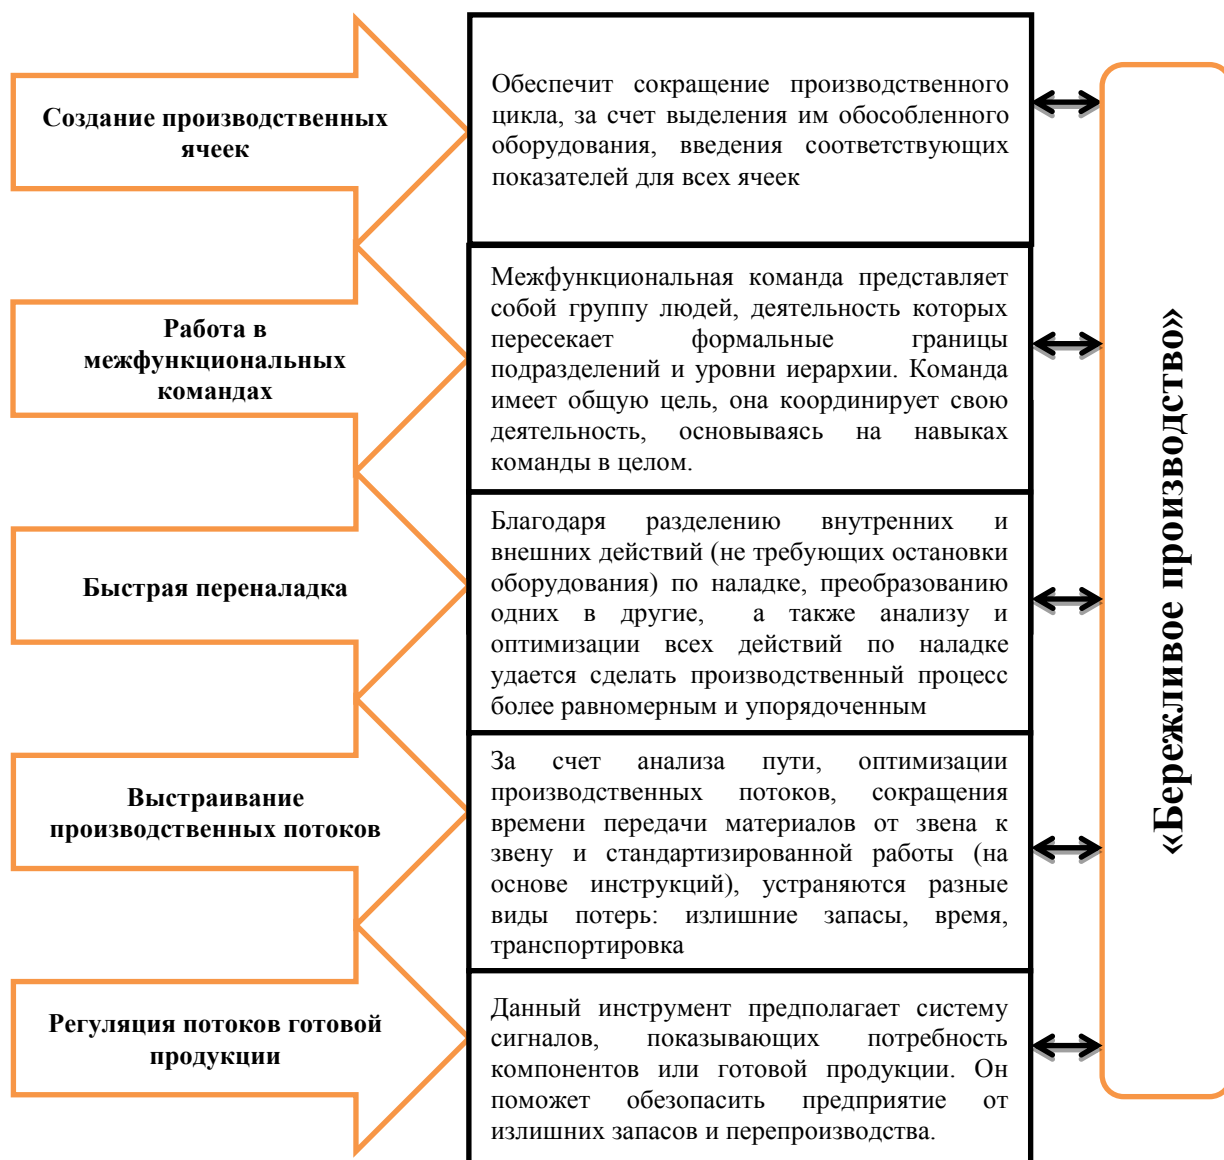 Создание производственных
ячеек
Обеспечит сокращение производственного
цикла, за счет выделения им обособленного
оборудования, введения соответствующих
показателей для всех ячеек
Работа в
межфункциональных
командах
Межфункциональная команда представляет
собой группу людей, деятельность которых
пересекает формальные границы
подразделений и уровни иерархии. Команда
имеет общую цель, она координирует свою
деятельность, основываясь на навыках
команды в целом.
Быстрая переналадка
Благодаря разделению внутренних и
внешних действий (не требующих остановки
оборудования) по наладке, преобразованию
одних в другие, а также анализу и
оптимизации всех действий по наладке
удается сделать производственный процесс
более равномерным и упорядоченным
Выстраивание
производственных потоков
За счет анализа пути, оптимизации
производственных потоков, сокращения
времени передачи материалов от звена к
звену и стандартизированной работы (на
основе инструкций), устраняются разные
виды потерь: излишние запасы, время,
транспортировка
Регуляция потоков готовой
продукции
Данный инструмент предполагает систему
сигналов, показывающих потребность
компонентов или готовой продукции. Он
поможет обезопасить предприятие от
излишних запасов и перепроизводства.
«Бережливое производство»